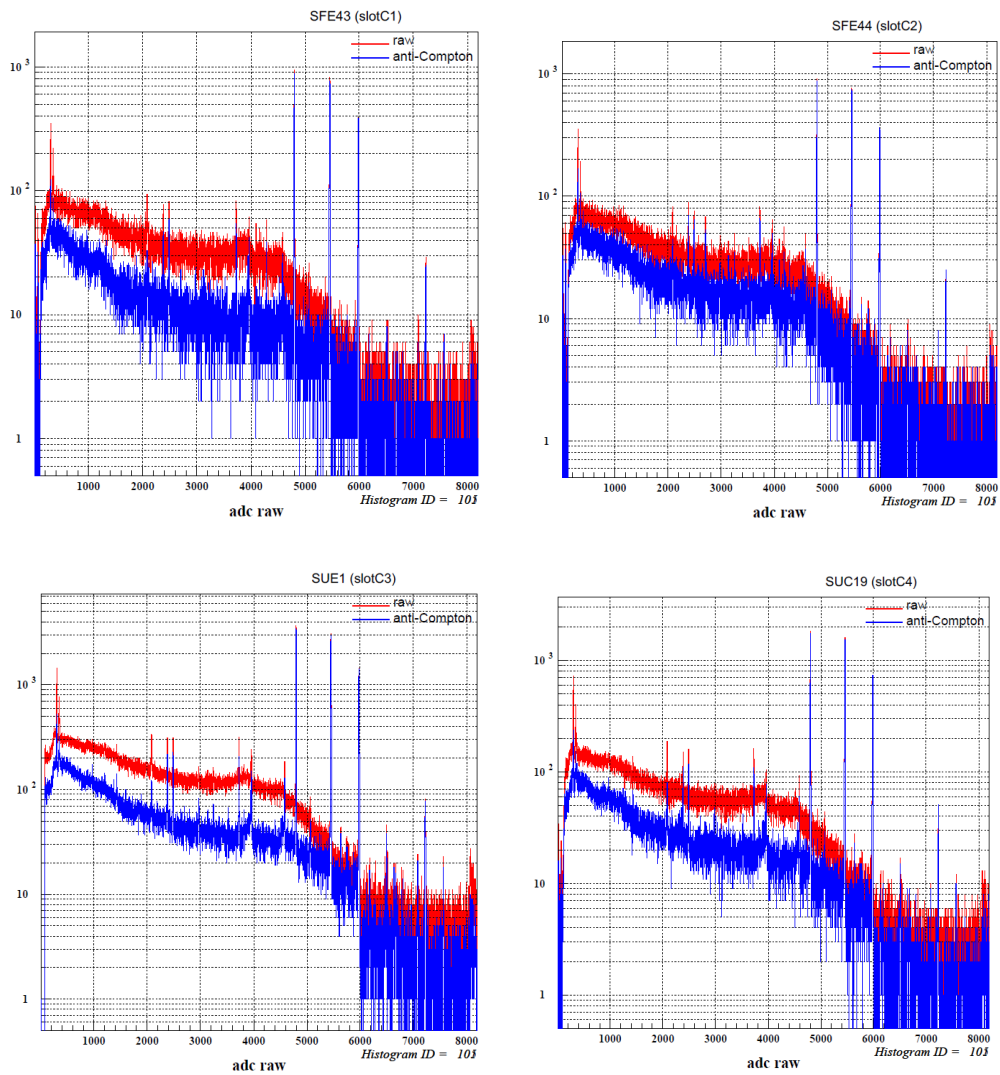 SFE43 (slotC1)
raw
anti-Compton
10³
10²
10
1
1000 2000 3000 4000 5000 6000 7000 8000
Histogram ID =
adc raw
SFE44 (slotC2)
raw
anti-Compton
10³
10²
10
1
1000 2000 3000 4000 5000 6000 7000 8000
Histogram ID =
adc raw
SUE1 (slotC3)
raw
anti-Compton
10³
10²
10
1
1000 2000 3000 4000 5000 6000 7000 8000
Histogram ID =
adc raw
SUC19 (slotC4)
raw
anti-Compton
10³
10²
10
1
1000 2000 3000 4000 5000 6000 7000 8000
Histogram ID =
adc raw